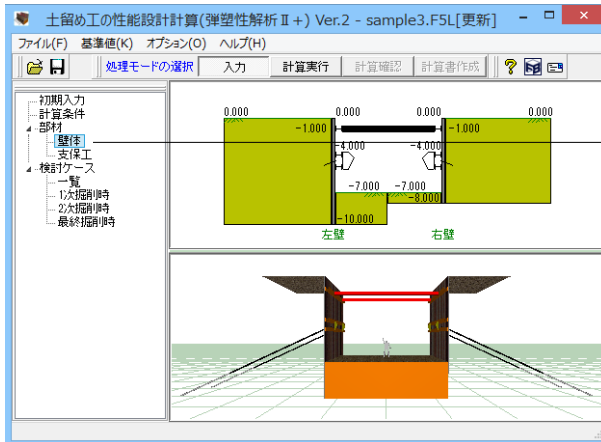 土留め工の性能設計計算(弾塑性解析Ⅱ+) Ver.2 - sample3.F5L[更新]
ファイル(F) 基準値(K) オプション(O) ヘルプ(H)
処理モードの選択 入力 計算実行 計算確認 計算書作成
初期入力
計算条件
部材
壁体
支保工
検討ケース
一覧
1次掘削時
2次掘削時
最終掘削時
0.000 0.000 0.000 0.000
-1.000 -1.000
-4.000 -4.000
-7.000 -7.000
-8.000
-10.000
左壁 右壁